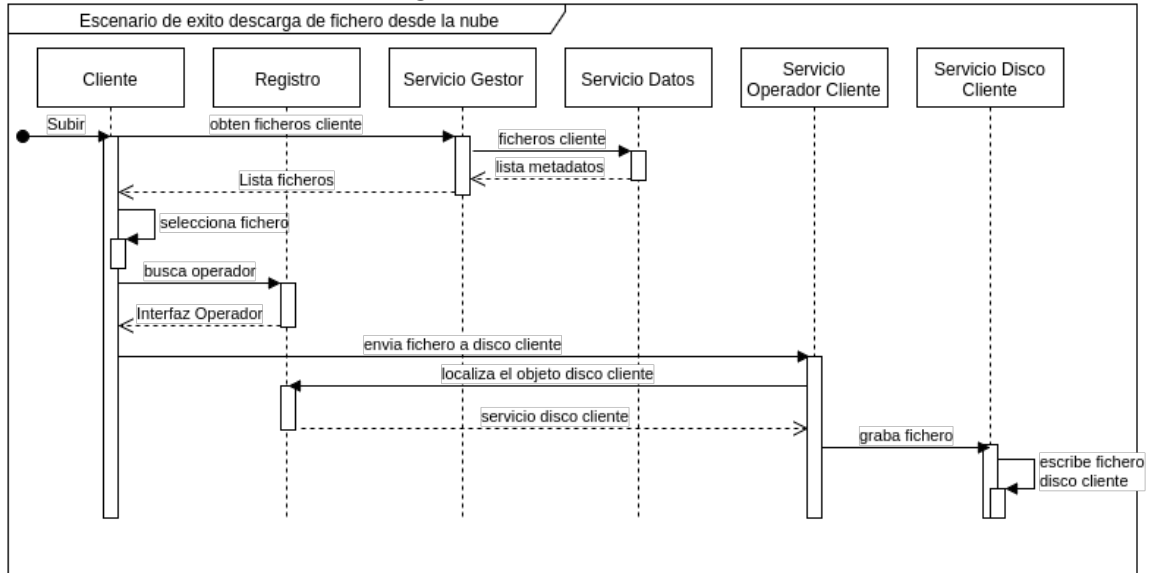 Escenario de exito descarga de fichero desde la nube
Cliente
Registro
Servicio Gestor
Servicio Datos
Servicio
Operador Cliente
Servicio Disco
Cliente
Subir
obten ficheros cliente
ficheros cliente
lista metadatos
Lista ficheros
selecciona fichero
busca operador
Interfaz Operador
envia fichero a disco cliente
localiza el objeto disco cliente
servicio disco cliente
graba fichero
escribe fichero
disco cliente